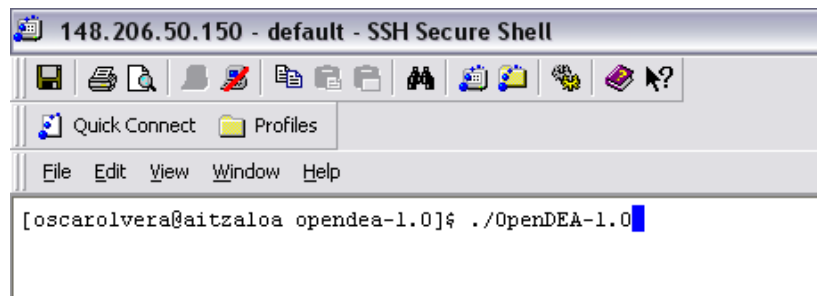 148.206.50.150 - default - SSH Secure Shell
Quick Connect Profiles
File Edit View Window Help
[oscarolvera@aitzaloa opendea-1.0]$ ./OpenDEA-1.0